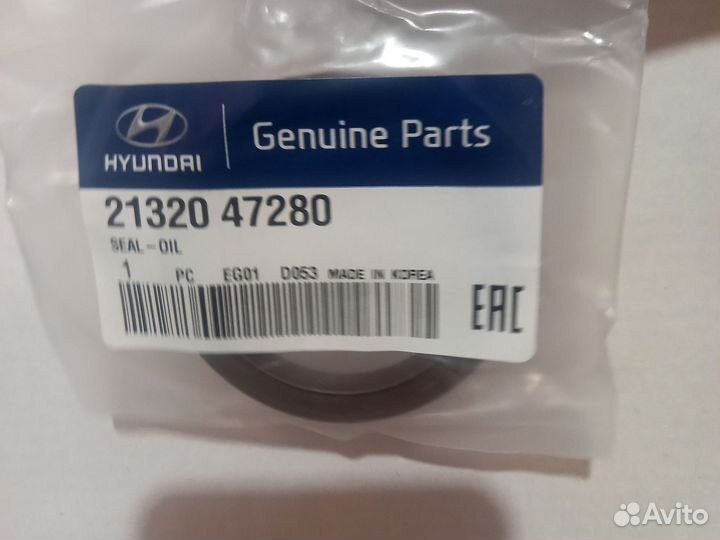 HYUNDAI
Genuine Parts
21320 47280
SEAL-OIL
1 PC EG01 D053 MADE IN KOREA
EAC
Avito